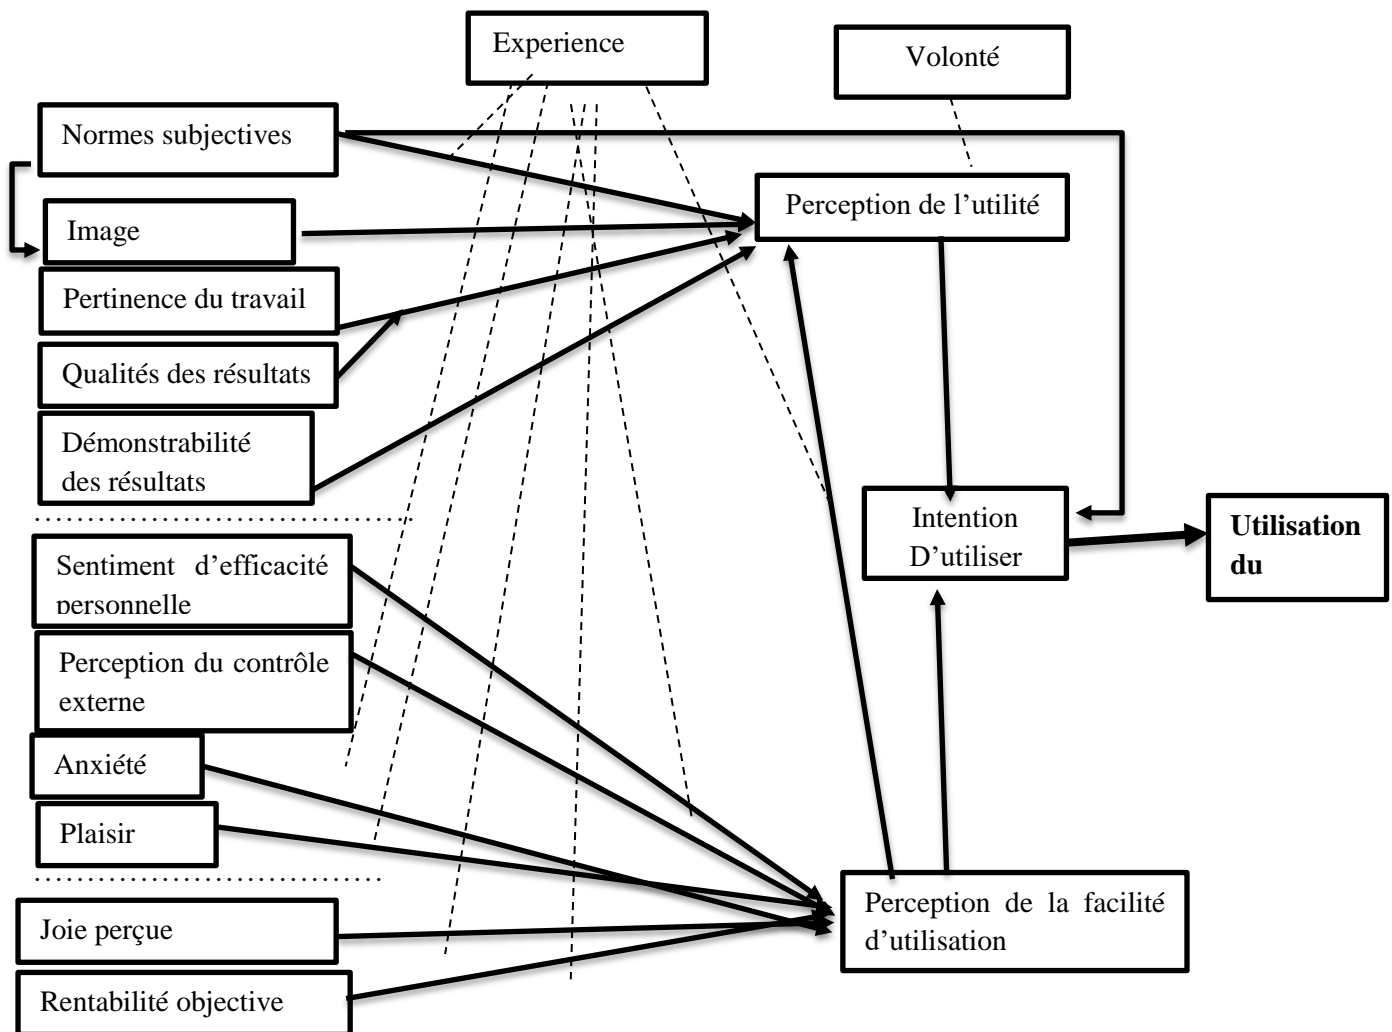 Experience
Volonté
Normes subjectives
Perception de l’utilité
Image
Pertinence du travail
Qualités des résultats
Démonstrabilité
des résultats
Intention
D’utiliser
Utilisation
du
Sentiment d’efficacité
personnelle
Perception du contrôle
externe
Anxiété
Plaisir
Perception de la facilité
d’utilisation
Joie perçue
Rentabilité objective